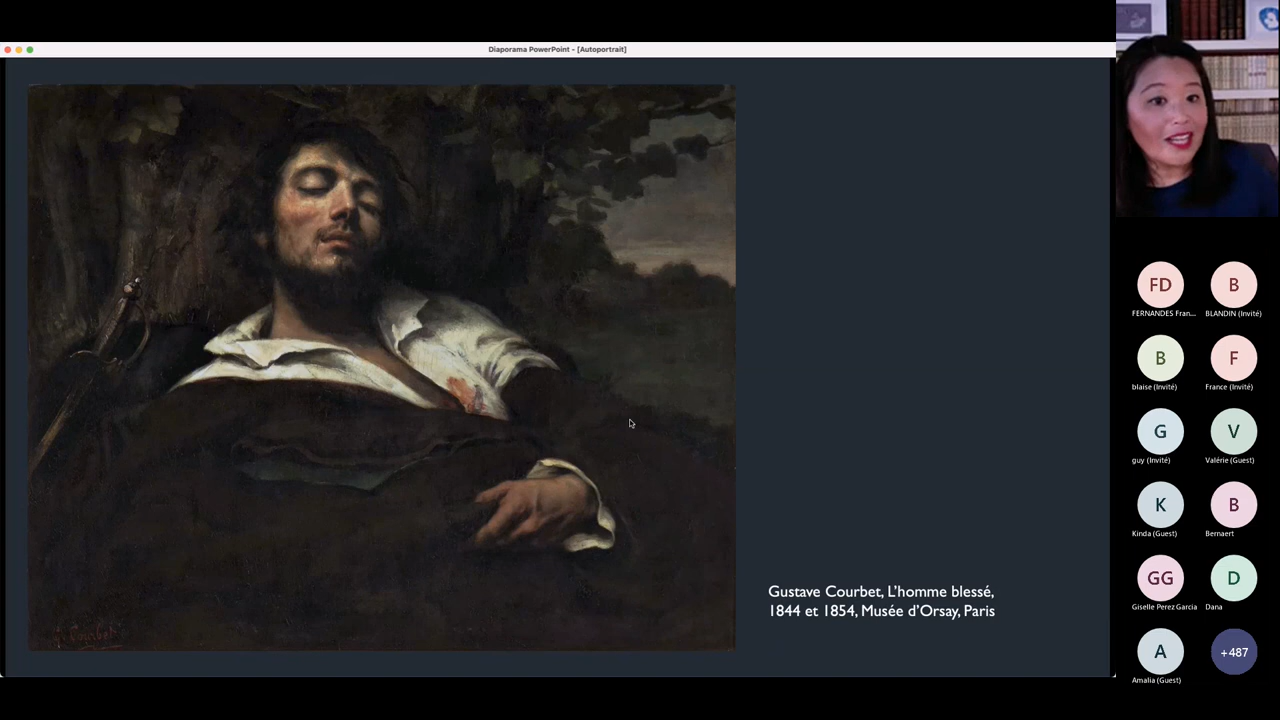 Diaporama PowerPoint - [Autoportrait]
G. Courbet
Gustave Courbet, L'homme blessé,
1844 et 1854, Musée d'Orsay, Paris
FD
FERNANDES Fran...
B
BLANDIN (Invité)
B
blaise (Invité)
F
France (Invité)
G
guy (Invité)
V
Valérie (Guest)
K
Kinda (Guest)
B
Bernaert
GG
Giselle Perez Garcia
D
Dana
A
Amalia (Guest)
+487